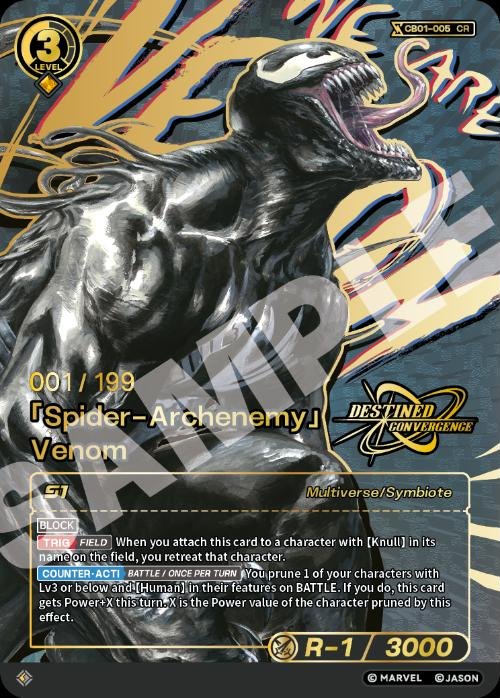 3
LEVEL
CB01-005 CR
WE ARE
VENOM
SAMPLE
001 / 199
「Spider-Archenemy」
Venom
DESTINED
CONVERGENCE
S1
Multiverse/Symbiote
BLOCK
TRIG FIELD When you attach this card to a character with [Knull] in its
name on the field, you retreat that character.
COUNTER·ACT BATTLE / ONCE PER TURN You prune 1 of your characters with
Lv3 or below and [Human] in their features on BATTLE. If you do, this card
gets Power+X this turn. X is the Power value of the character pruned by this
effect.
R-1 / 3000
© MARVEL ©JASON